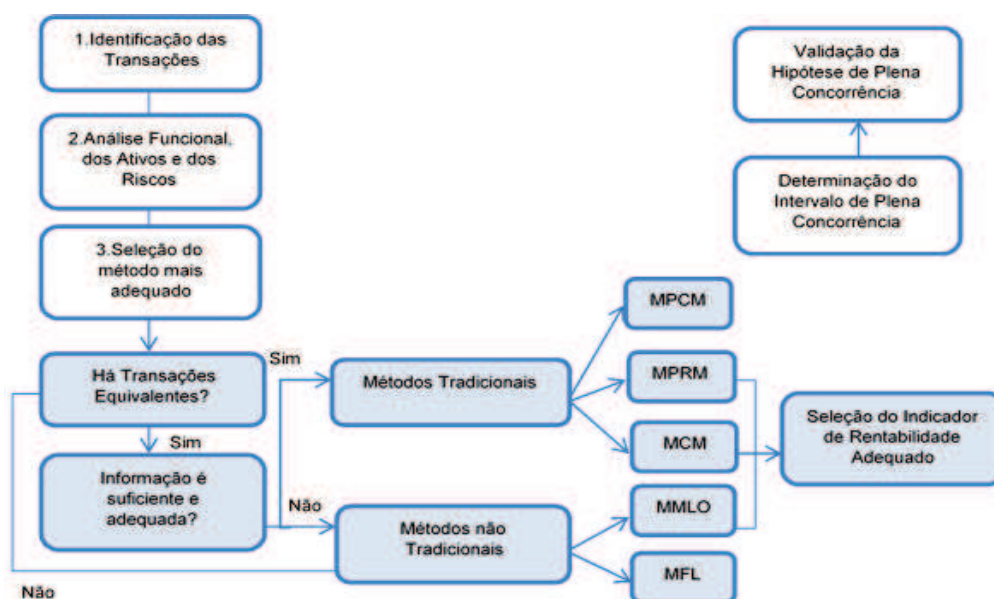 1.Identificação das
Transações
2.Análise Funcional,
dos Ativos e dos
Riscos
3.Seleção do
método mais
adequado
Há Transações
Equivalentes?
Sim
Informação é
suficiente e
adequada?
Não
Sim
Não
Métodos Tradicionais
Métodos não
Tradicionais
MPCM
MPRM
MCM
MMLO
MFL
Seleção do Indicador
de Rentabilidade
Adequado
Determinação do
Intervalo de Plena
Concorrência
Validação da
Hipótese de Plena
Concorrência